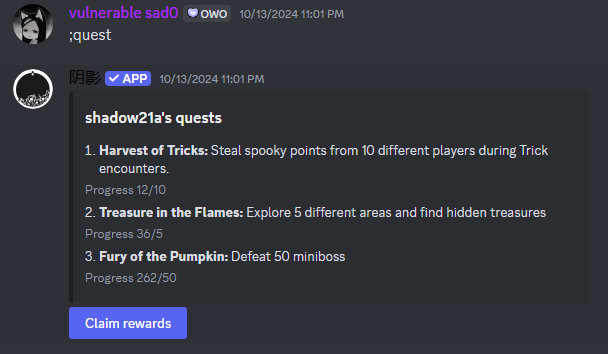 vulnerable sad0 OWO 10/13/2024 11:01 PM
;quest
阴影 APP 10/13/2024 11:01 PM
shadow21a's quests
1. Harvest of Tricks: Steal spooky points from 10 different players during Trick
encounters.
Progress 12/10
2. Treasure in the Flames: Explore 5 different areas and find hidden treasures
Progress 36/5
3. Fury of the Pumpkin: Defeat 50 miniboss
Progress 262/50
Claim rewards